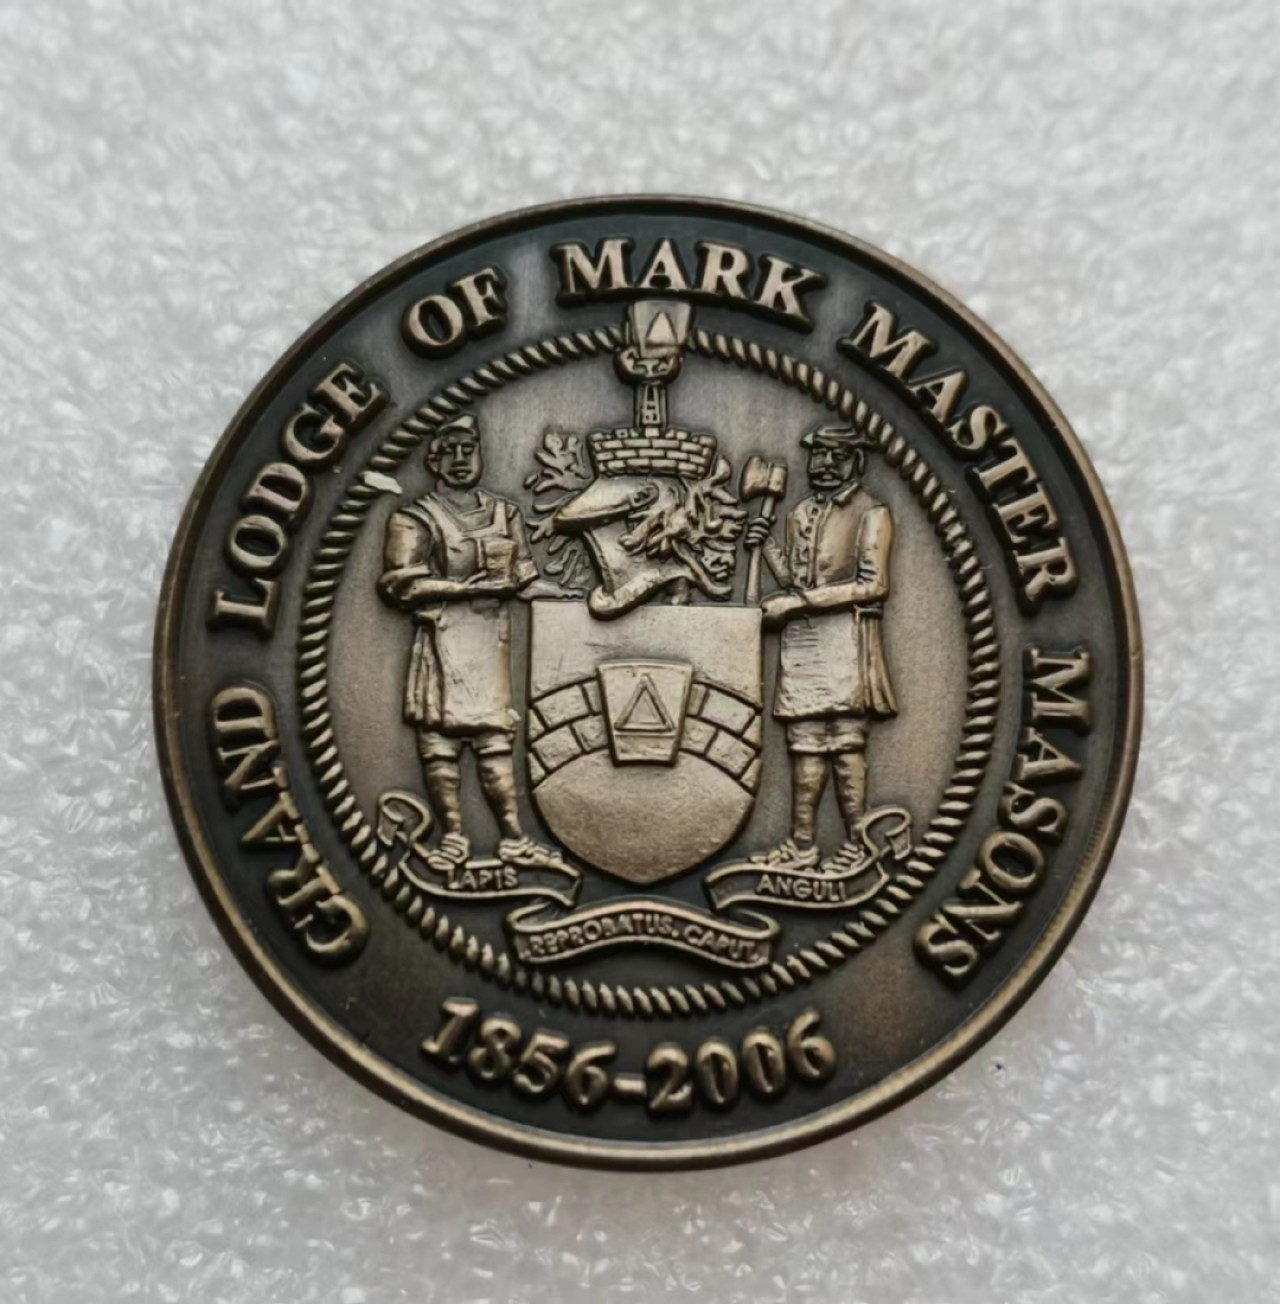 GRAND LODGE OF MARK MASTER MASONS
LAPIS
REPROBATUS, CAPUT
ANGULI
1856-2006